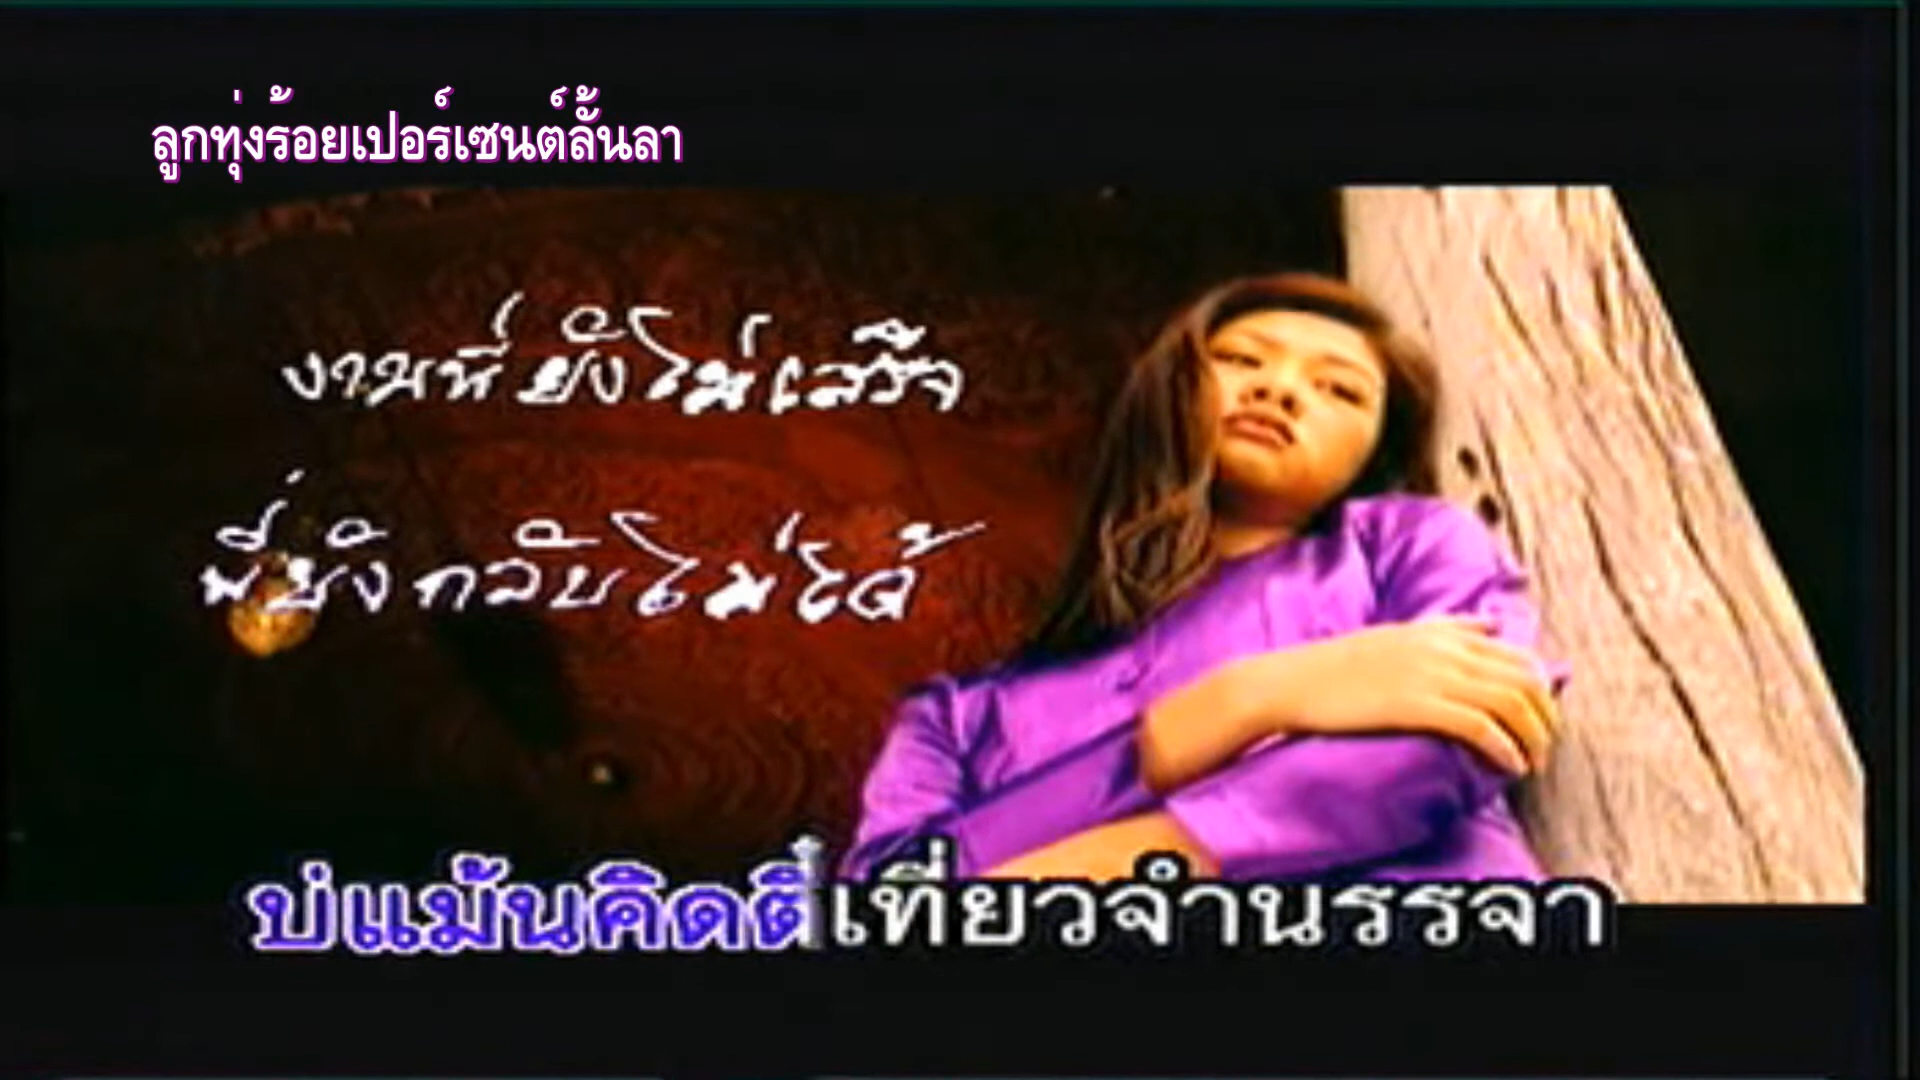 ลูกทุ่งร้อยเปอร์เซนต์ลั้นลา
งานที่ยังไม่เสร็จ
พี่ยังกลับไม่ได้
บ่แม้นคิดตี๋เที่ยวจำนรรจา